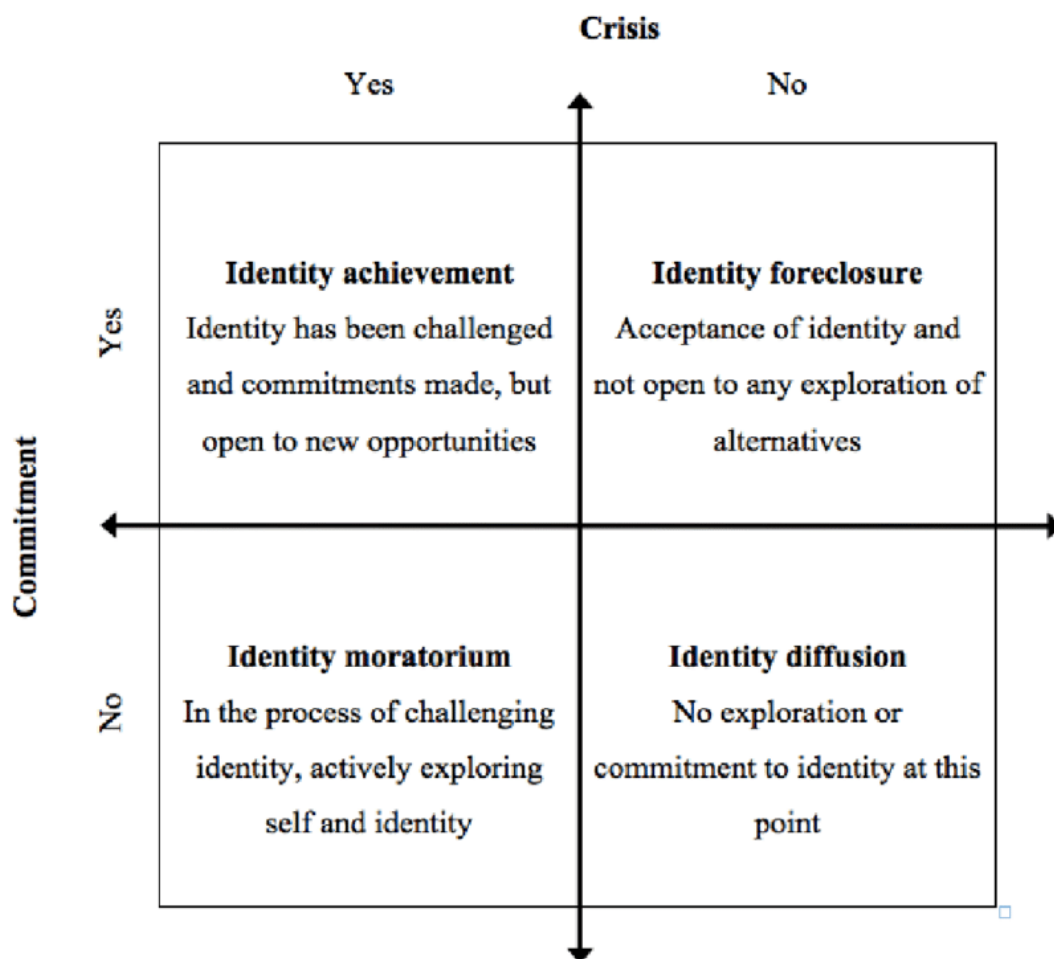 Crisis
Yes
No
Commitment
Yes
Identity achievement
Identity has been challenged
and commitments made, but
open to new opportunities
Identity foreclosure
Acceptance of identity and
not open to any exploration of
alternatives
No
Identity moratorium
In the process of challenging
identity, actively exploring
self and identity
Identity diffusion
No exploration or
commitment to identity at this
point